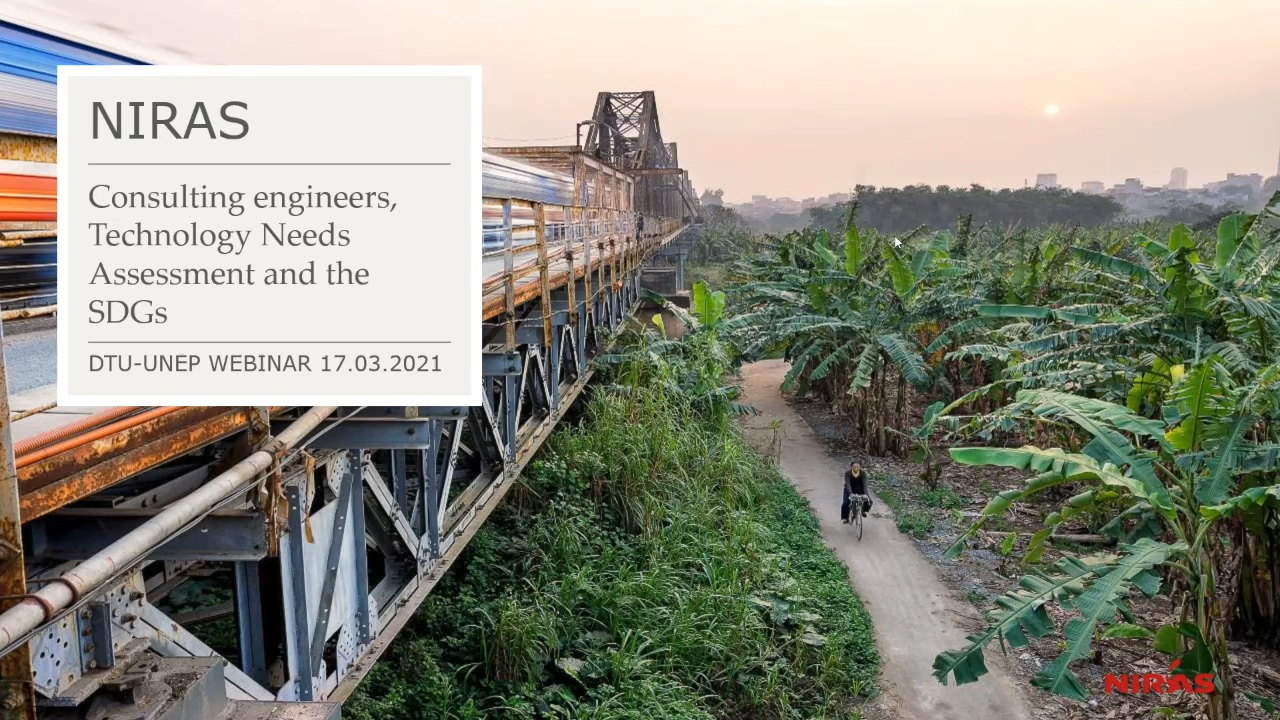 NIRAS
Consulting engineers,
Technology Needs
Assessment and the
SDGs
DTU-UNEP WEBINAR 17.03.2021
NIRAS